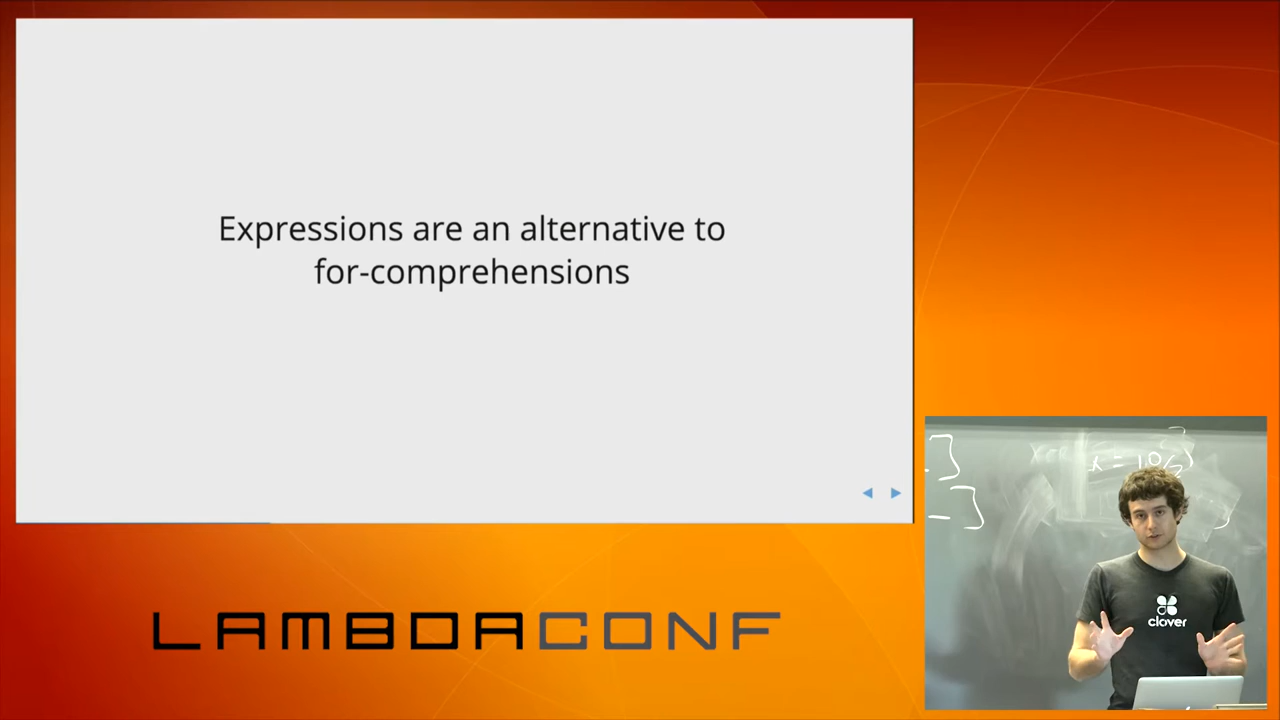 Expressions are an alternative to
for-comprehensions
LAMBDACONF
clover